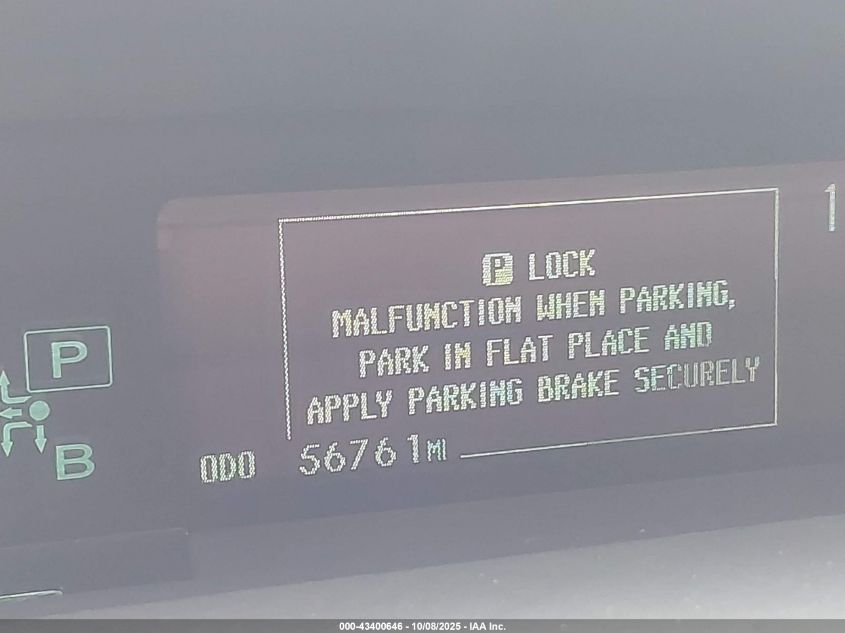 1
P LOCK
MALFUNCTION WHEN PARKING,
PARK IN FLAT PLACE AND
APPLY PARKING BRAKE SECURELY
P
B
ODO 56761MI
000-43400646 - 10/08/2025 - IAA Inc.